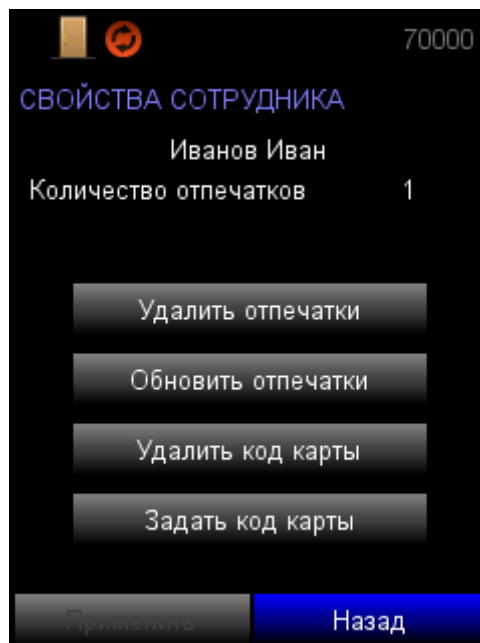 70000
СВОЙСТВА СОТРУДНИКА
Иванов Иван
Количество отпечатков 1
Удалить отпечатки
Обновить отпечатки
Удалить код карты
Задать код карты
Применить Назад